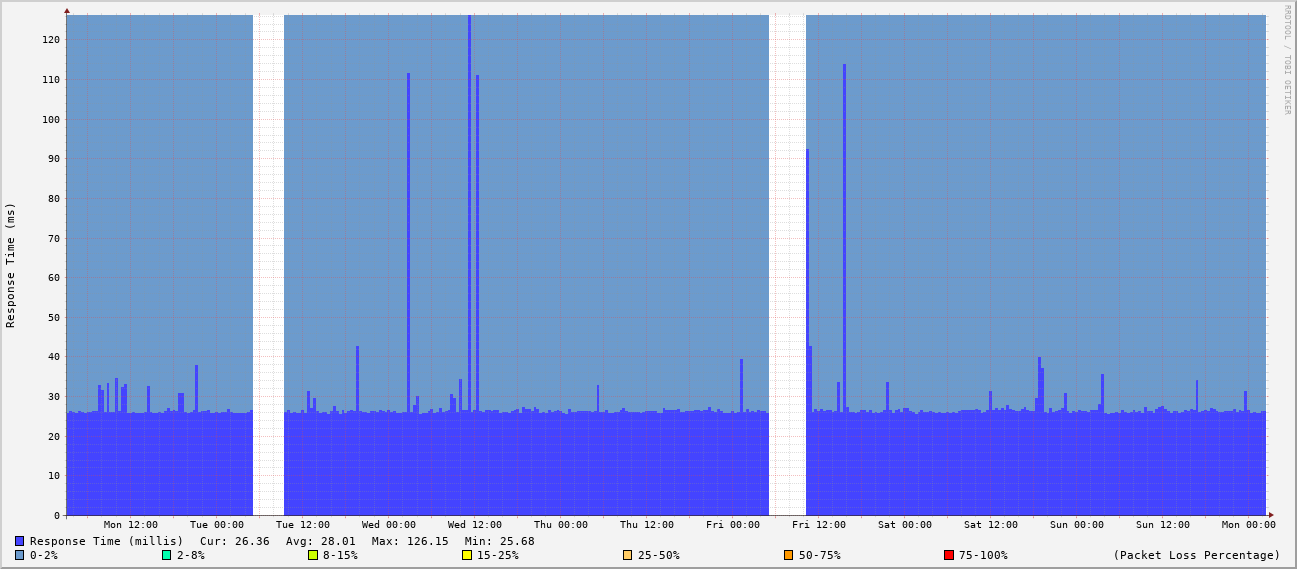 RRDTOOL / TOBI OETIKER
Response Time (ms)
120
110
100
90
80
70
60
50
40
30
20
10
0
Mon 12:00 Tue 00:00 Tue 12:00 Wed 00:00 Wed 12:00 Thu 00:00 Thu 12:00 Fri 00:00 Fri 12:00 Sat 00:00 Sat 12:00 Sun 00:00 Sun 12:00 Mon 00:00
Response Time (millis) Cur: 26.36 Avg: 28.01 Max: 126.15 Min: 25.68
0-2% 2-8% 8-15% 15-25% 25-50% 50-75% 75-100% (Packet Loss Percentage)